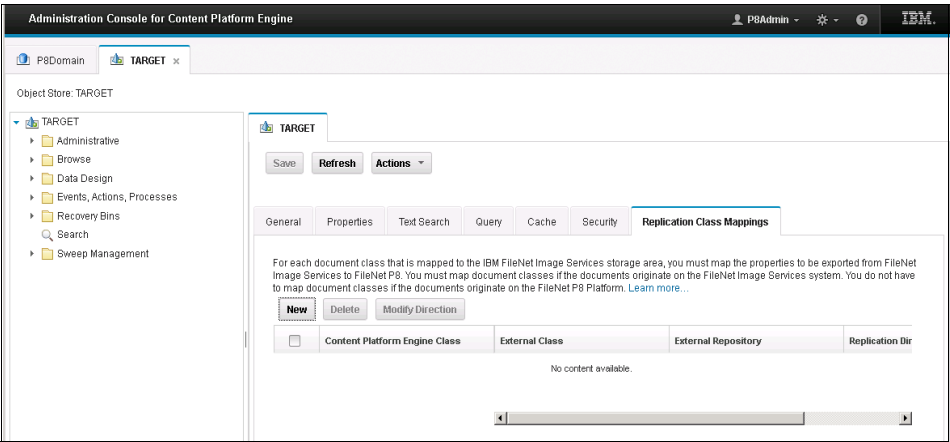 Administration Console for Content Platform Engine
P8Admin
IBM.
P8Domain
TARGET
Object Store: TARGET
TARGET
Administrative
Browse
Data Design
Events, Actions, Processes
Recovery Bins
Search
Sweep Management
TARGET
Save Refresh Actions
General Properties Text Search Query Cache Security Replication Class Mappings
For each document class that is mapped to the IBM FileNet Image Services storage area, you must map the properties to be exported from FileNet
Image Services to FileNet P8. You must map document classes if the documents originate on the FileNet Image Services system. You do not have
to map document classes if the documents originate on the FileNet P8 Platform. Learn more...
New Delete Modify Direction
Content Platform Engine Class External Class External Repository Replication Dir
No content available.